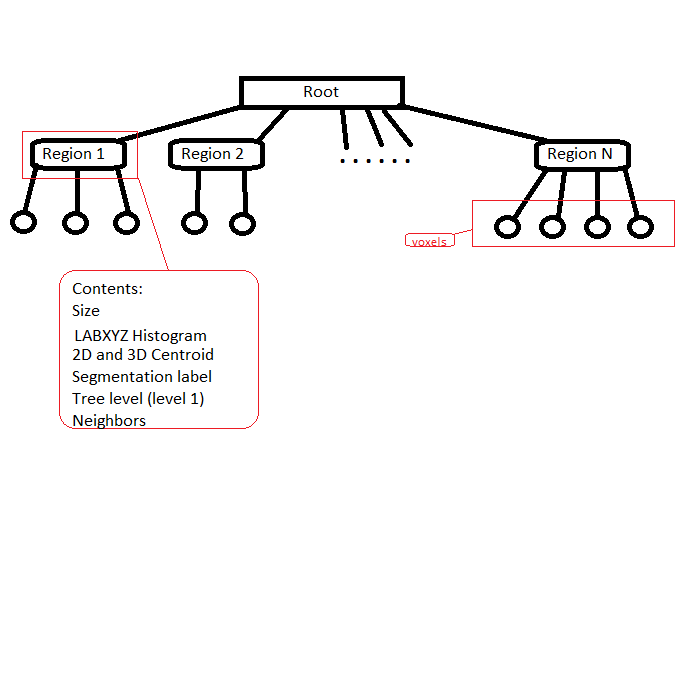 Root
Region 1
Region 2
......
Region N
voxels
Contents:
Size
LABXYZ Histogram
2D and 3D Centroid
Segmentation label
Tree level (level 1)
Neighbors